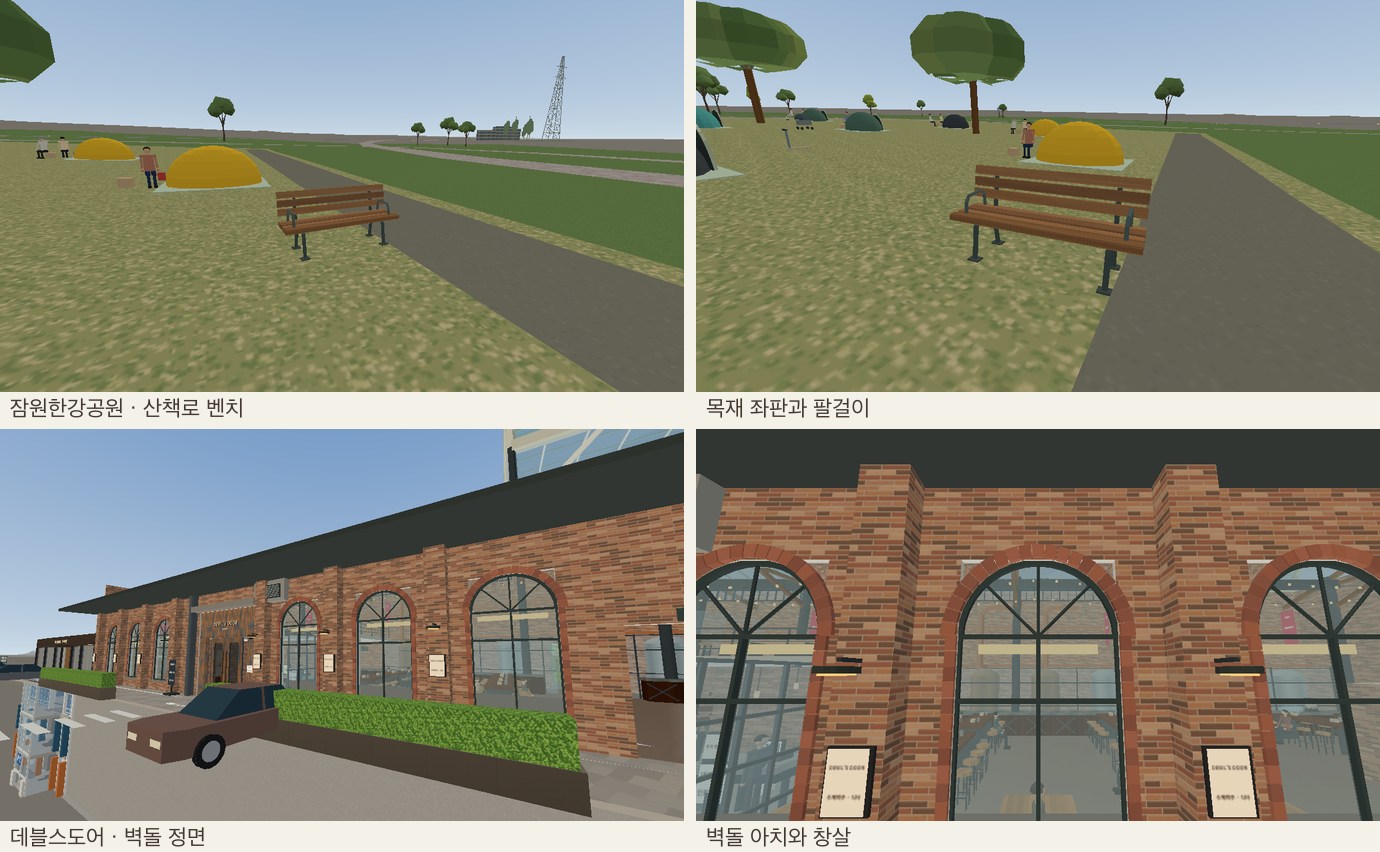 잠원한강공원 · 산책로 벤치
목재 좌판과 팔걸이
데블스도어 · 벽돌 정면
벽돌 아치와 창살